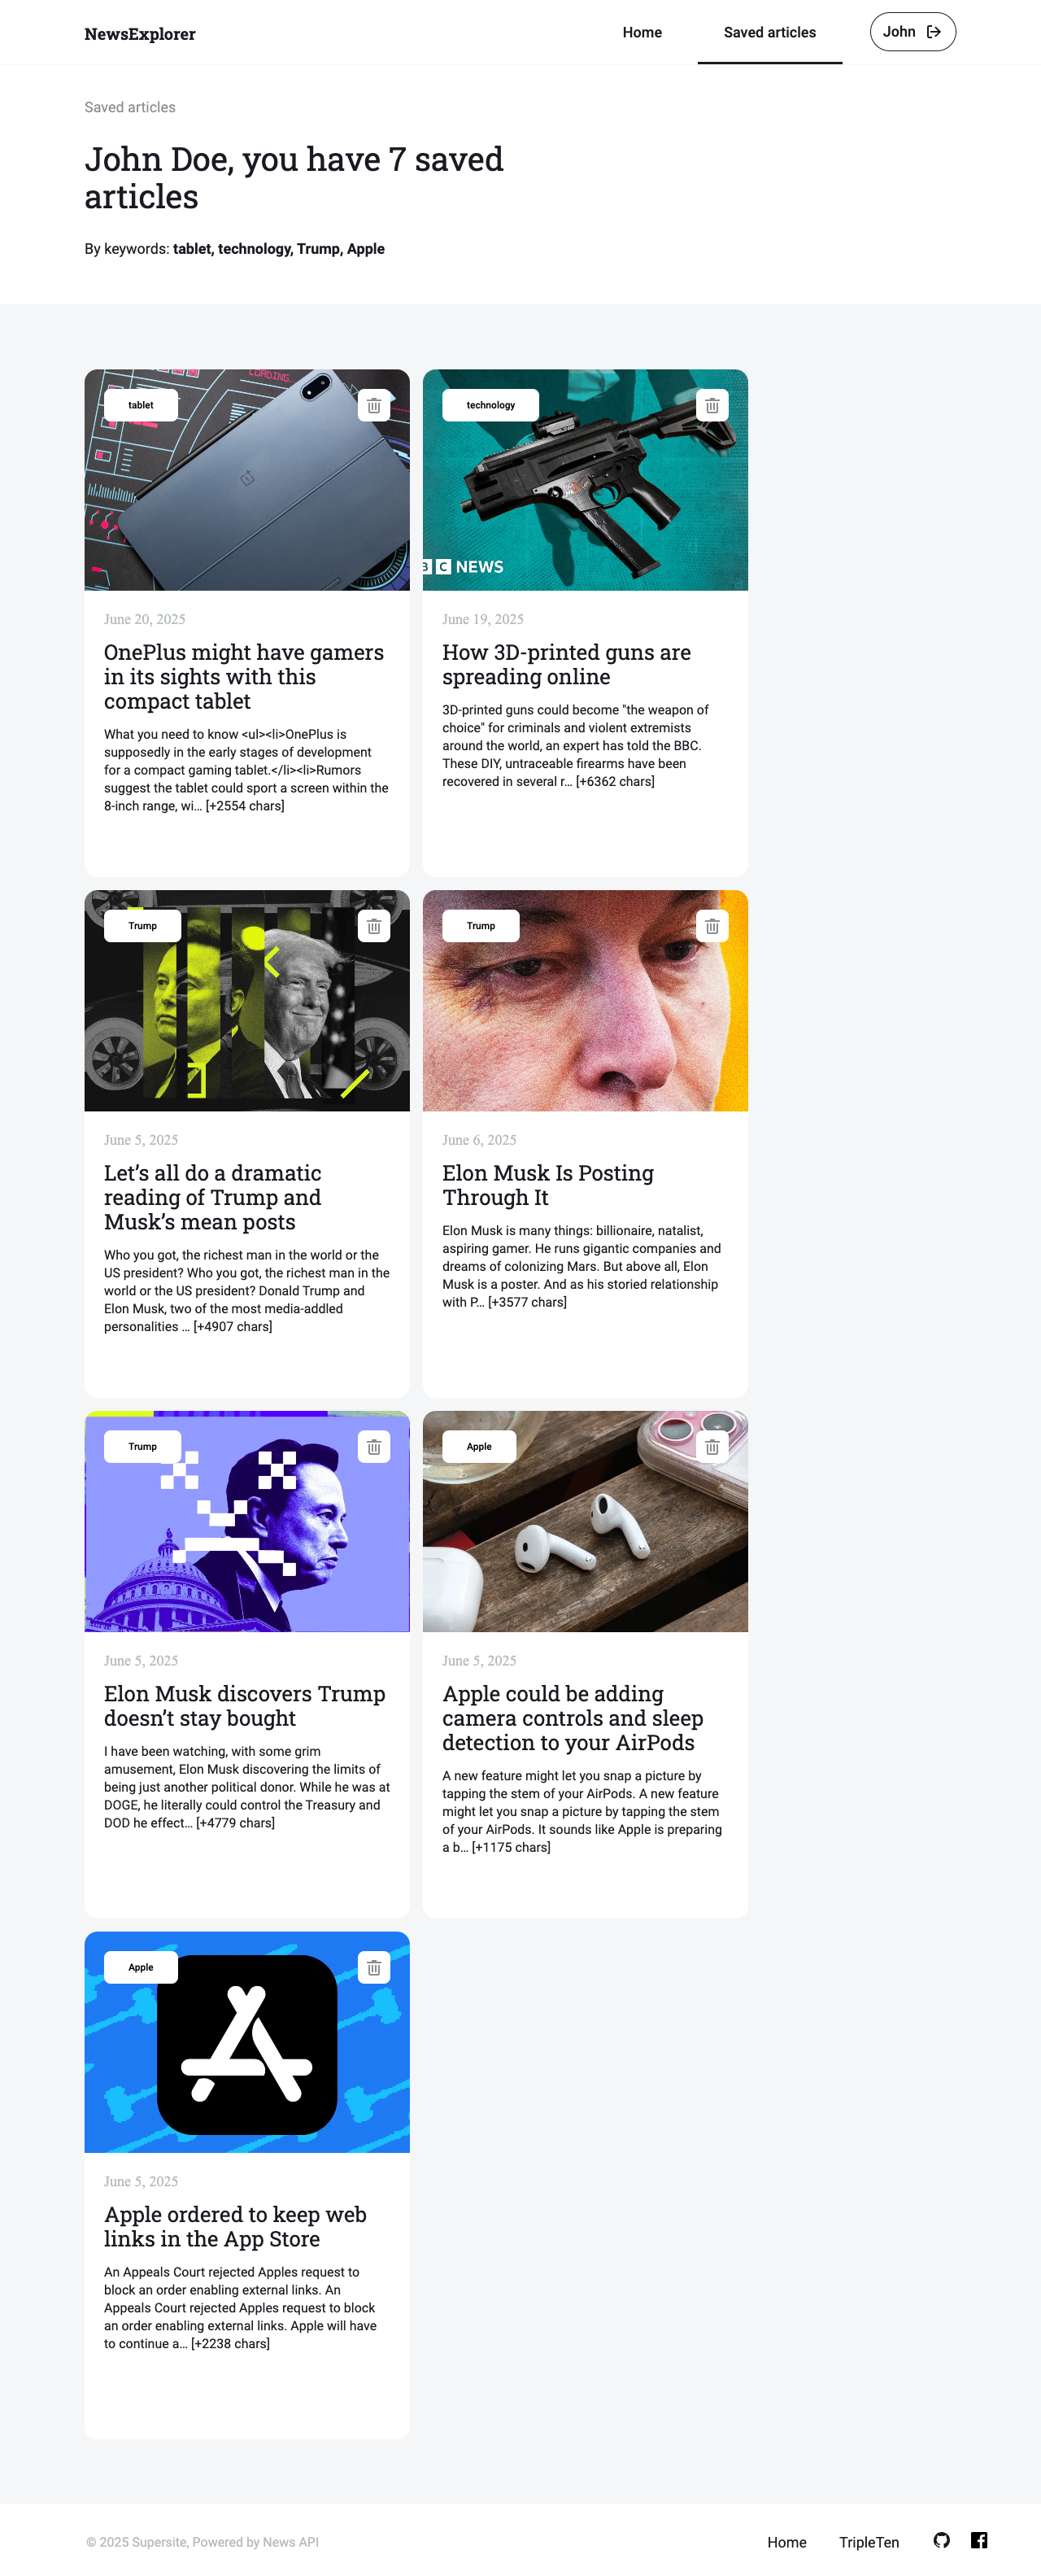 NewsExplorer
Home
Saved articles
John
Saved articles
John Doe, you have 7 saved
articles
By keywords: tablet, technology, Trump, Apple
LOADING..
tablet
June 20, 2025
OnePlus might have gamers
in its sights with this
compact tablet
What you need to know <ul><li>OnePlus is
supposedly in the early stages of development
for a compact gaming tablet.</li><li>Rumors
suggest the tablet could sport a screen within the
8-inch range, wi… [+2554 chars]
technology
B C NEWS
June 19, 2025
How 3D-printed guns are
spreading online
3D-printed guns could become "the weapon of
choice" for criminals and violent extremists
around the world, an expert has told the BBC.
These DIY, untraceable firearms have been
recovered in several r… [+6362 chars]
Trump
June 5, 2025
Let’s all do a dramatic
reading of Trump and
Musk’s mean posts
Who you got, the richest man in the world or the
US president? Who you got, the richest man in the
world or the US president? Donald Trump and
Elon Musk, two of the most media-addled
personalities … [+4907 chars]
Trump
June 6, 2025
Elon Musk Is Posting
Through It
Elon Musk is many things: billionaire, natalist,
aspiring gamer. He runs gigantic companies and
dreams of colonizing Mars. But above all, Elon
Musk is a poster. And as his storied relationship
with P… [+3577 chars]
Trump
June 5, 2025
Elon Musk discovers Trump
doesn’t stay bought
I have been watching, with some grim
amusement, Elon Musk discovering the limits of
being just another political donor. While he was at
DOGE, he literally could control the Treasury and
DOD he effect… [+4779 chars]
Apple
June 5, 2025
Apple could be adding
camera controls and sleep
detection to your AirPods
A new feature might let you snap a picture by
tapping the stem of your AirPods. A new feature
might let you snap a picture by tapping the stem
of your AirPods. It sounds like Apple is preparing
a b… [+1175 chars]
Apple
June 5, 2025
Apple ordered to keep web
links in the App Store
An Appeals Court rejected Apples request to
block an order enabling external links. An
Appeals Court rejected Apples request to block
an order enabling external links. Apple will have
to continue a… [+2238 chars]
© 2025 Supersite, Powered by News API
Home
TripleTen